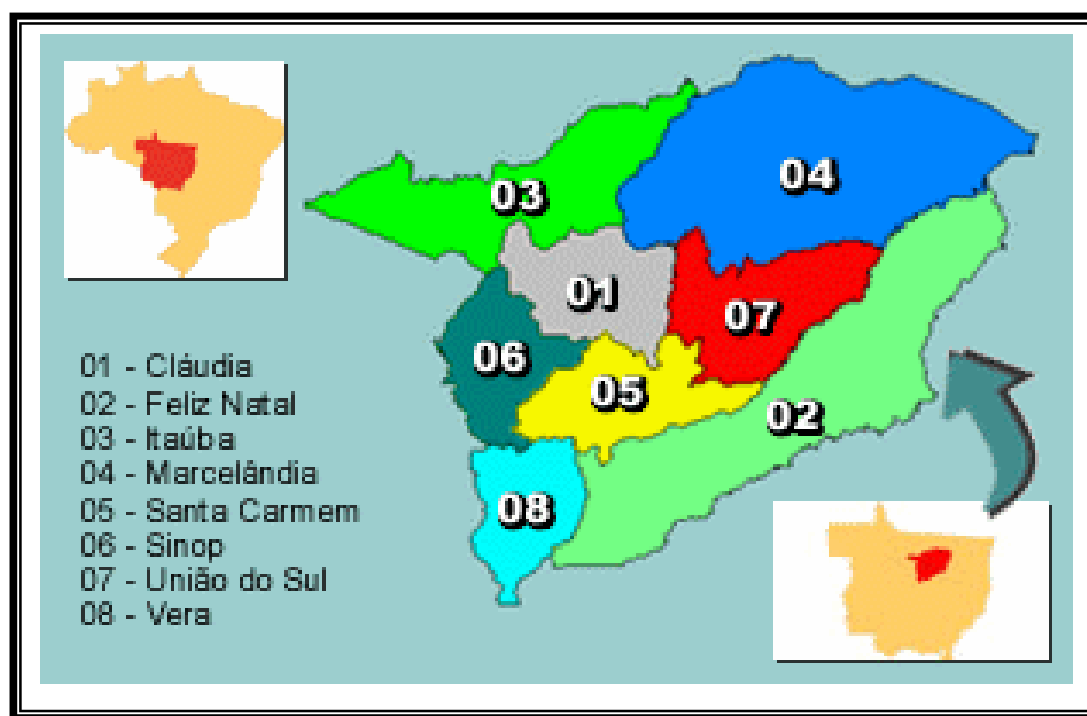 04
03
01
07
06
05
02
08
01 - Cláudia
02 - Feliz Natal
03 - Itaúba
04 - Marcelândia
05 - Santa Carmem
06 - Sinop
07 - União do Sul
08 - Vera